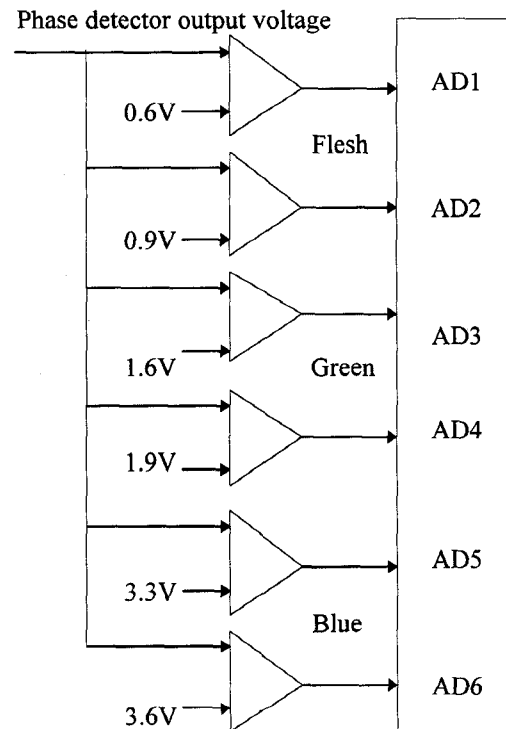 Phase detector output voltage
AD1
0.6V
Flesh
AD2
0.9V
AD3
1.6V
Green
AD4
1.9V
AD5
3.3V
Blue
AD6
3.6V